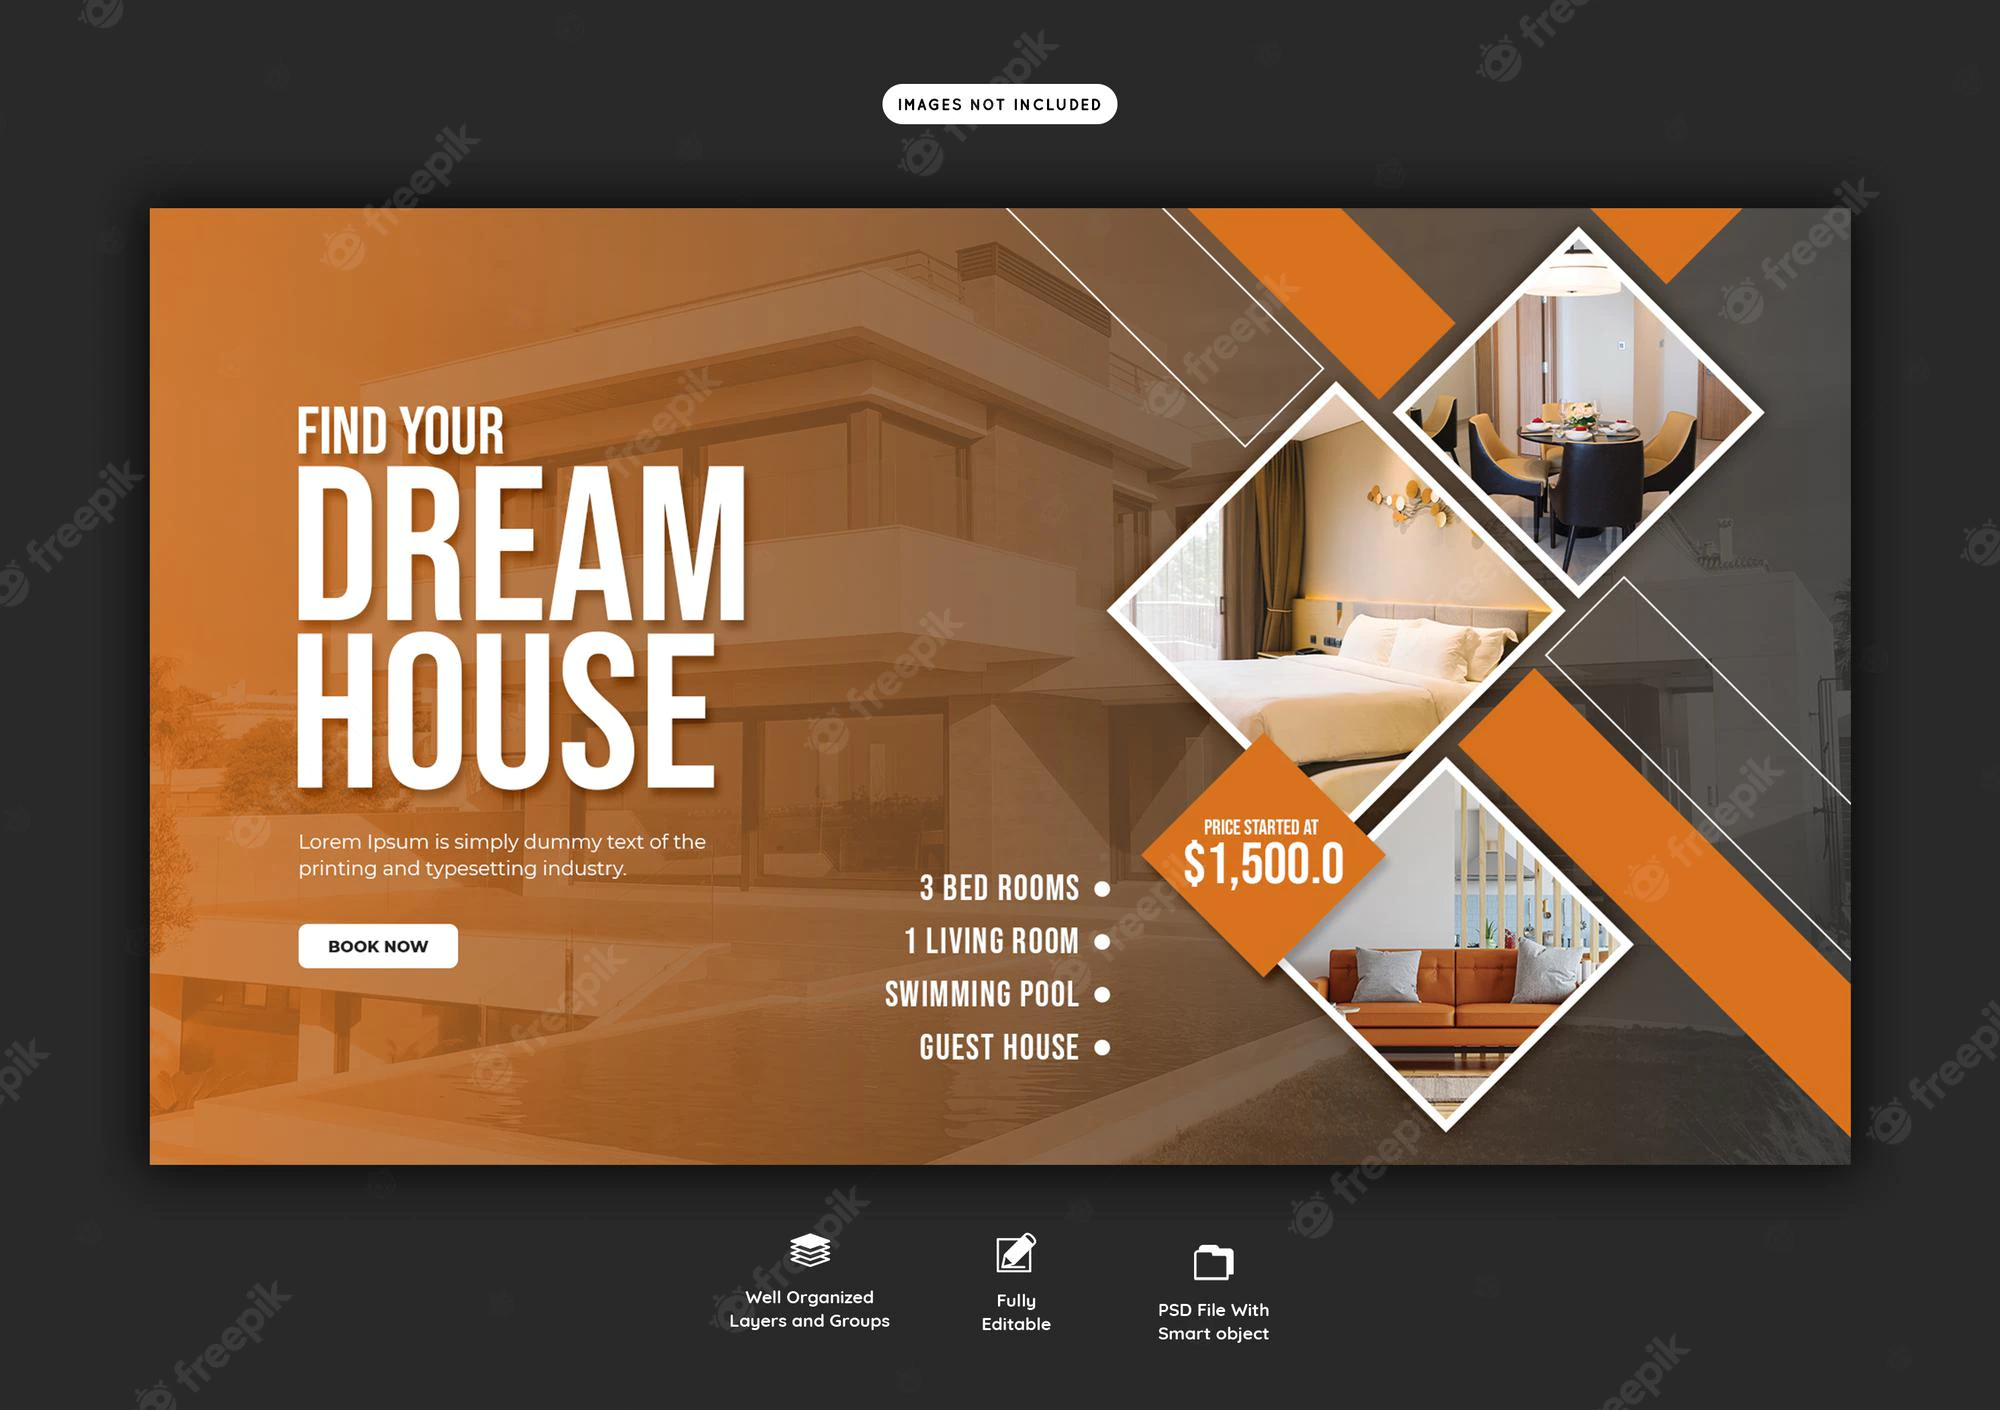 IMAGES NOT INCLUDED
FIND YOUR
DREAM
HOUSE
Lorem Ipsum is simply dummy text of the
printing and typesetting industry.
BOOK NOW
3 BED ROOMS
1 LIVING ROOM
SWIMMING POOL
GUEST HOUSE
PRICE STARTED AT
$1,500.0
Well Organized
Layers and Groups
Fully
Editable
PSD File With
Smart object
freepik